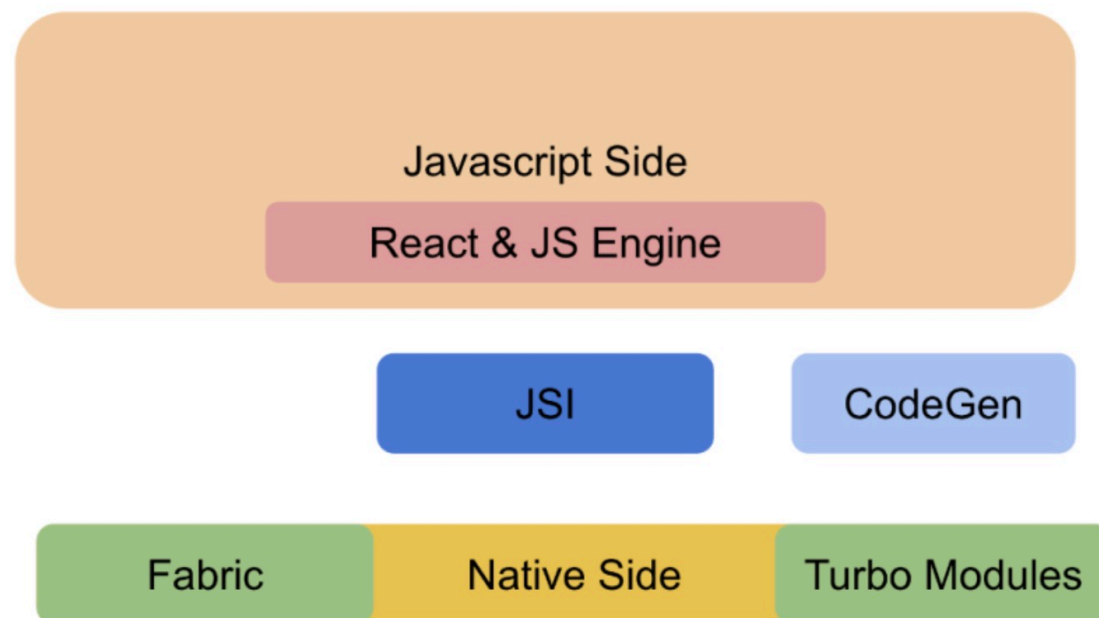 Javascript Side
React & JS Engine
JSI
CodeGen
Fabric
Native Side
Turbo Modules